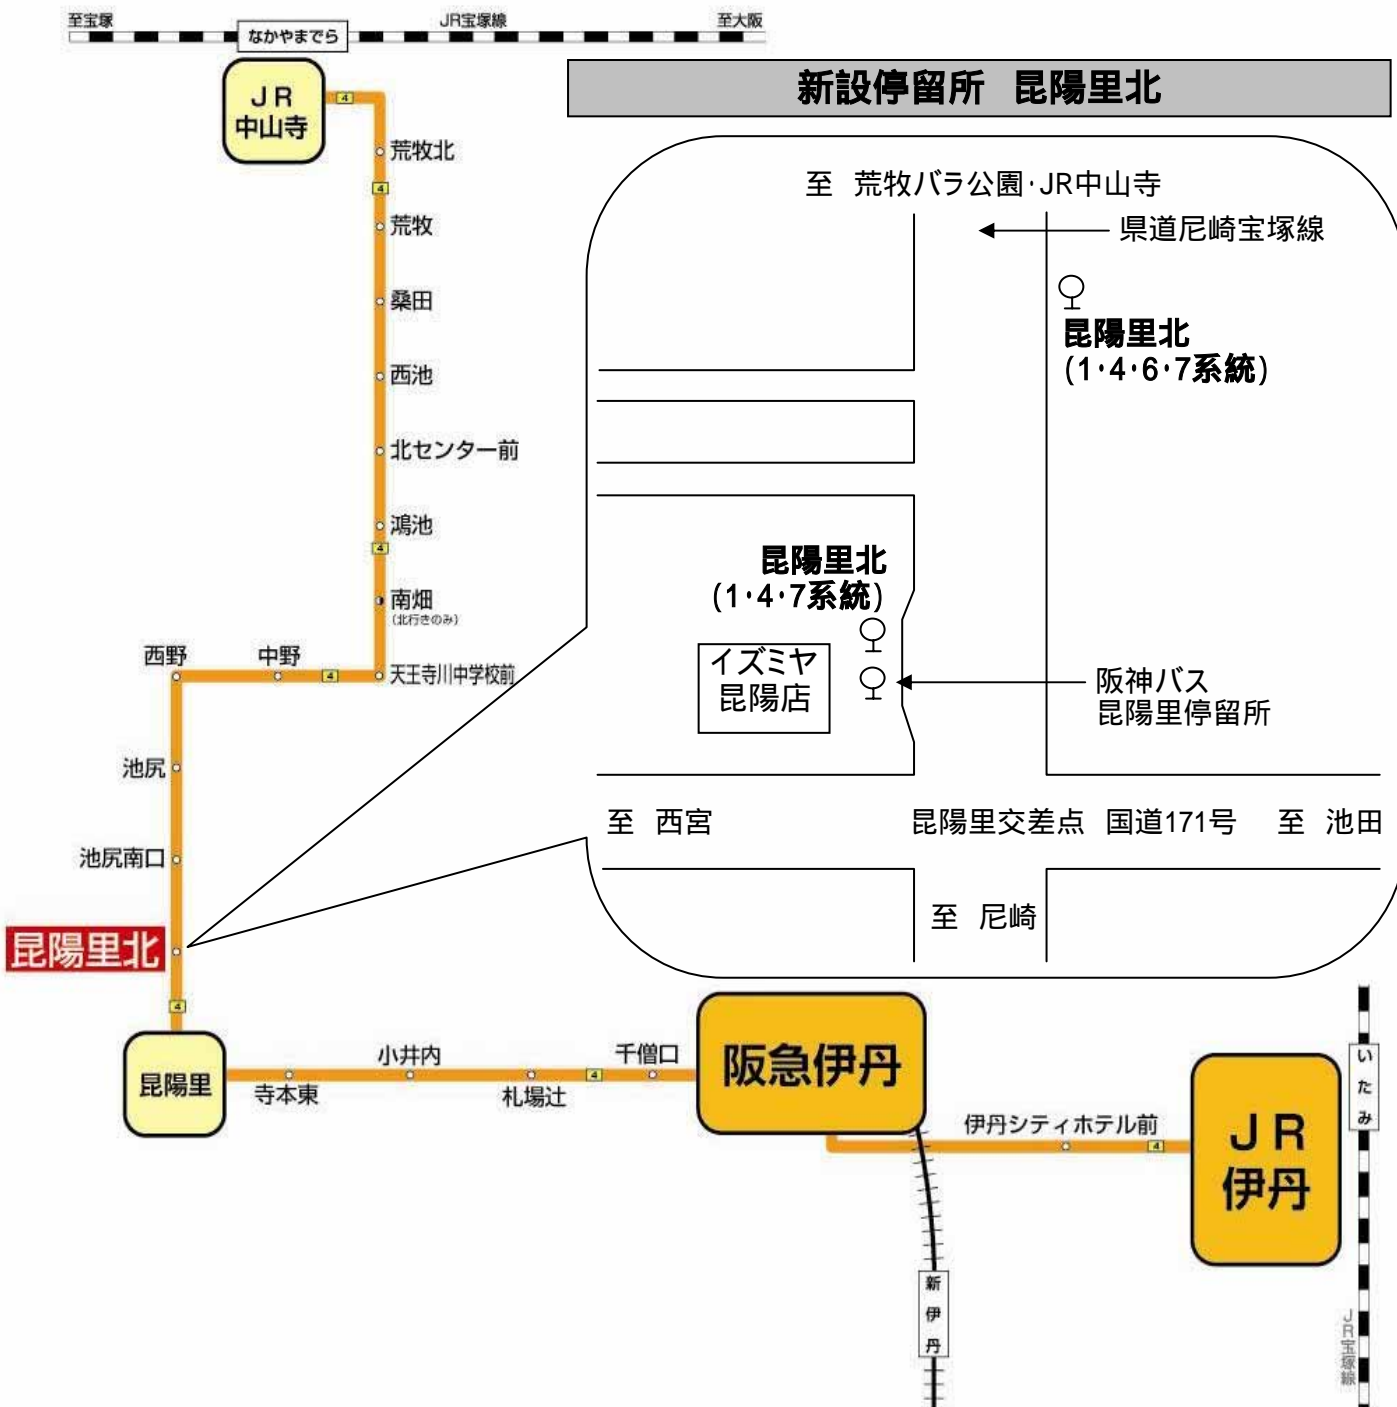 至宝塚
JR宝塚線
至大阪
なかやまでら
JR
中山寺
4
荒牧北
4
荒牧
桑田
西池
北センター前
鴻池
4
南畑
(北行きのみ)
天王寺川中学校前
4
中野
西野
池尻
池尻南口
昆陽里北
4
昆陽里
寺本東
小井内
札場辻
4
千僧口
阪急伊丹
伊丹シティホテル前
4
JR
伊丹
いたみ
JR宝塚線
新伊丹
新設停留所 昆陽里北
至 荒牧バラ公園・JR中山寺
県道尼崎宝塚線
昆陽里北
(1・4・6・7系統)
昆陽里北
(1・4・7系統)
イズミヤ
昆陽店
阪神バス
昆陽里停留所
至 西宮
昆陽里交差点 国道171号 至 池田
至 尼崎